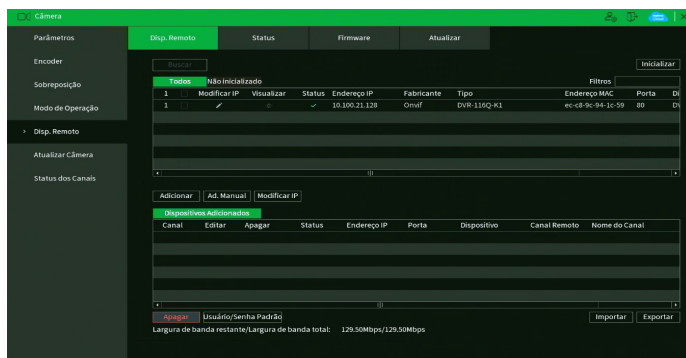 Câmera
Parâmetros
Encoder
Sobreposição
Modo de Operação
Disp. Remoto
Atualizar Câmera
Status dos Canais
Disp. Remoto Status Firmware Atualizar
Buscar Inicializar
Todos Não inicializado Filtros
1 Modificar IP Visualizar Status Endereço IP Fabricante Tipo Endereço MAC Porta Di
1 10.100.21.128 Onvif DVR-116Q-K1 ec-c8-9c-94-1c-59 80 DV
Adicionar Ad. Manual Modificar IP
Dispositivos Adicionados
Canal Editar Apagar Status Endereço IP Porta Dispositivo Canal Remoto Nome do Canal
Apagar Usuário/Senha Padrão Importar Exportar
Largura de banda restante/Largura de banda total: 129.50Mbps/129.50Mbps